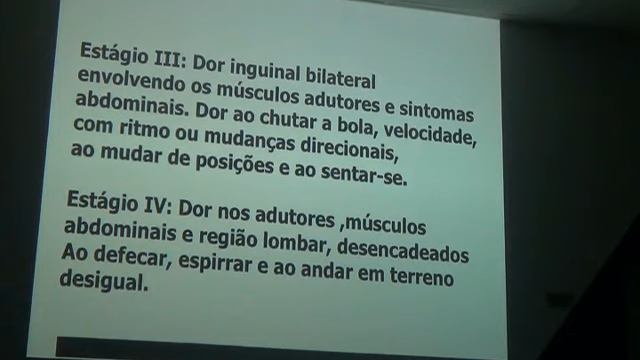 Estágio III: Dor inguinal bilateral
envolvendo os músculos adutores e sintomas
abdominais. Dor ao chutar a bola, velocidade,
com ritmo ou mudanças direcionais,
ao mudar de posições e ao sentar-se.
Estágio IV: Dor nos adutores ,músculos
abdominais e região lombar, desencadeados
Ao defecar, espirrar e ao andar em terreno
desigual.